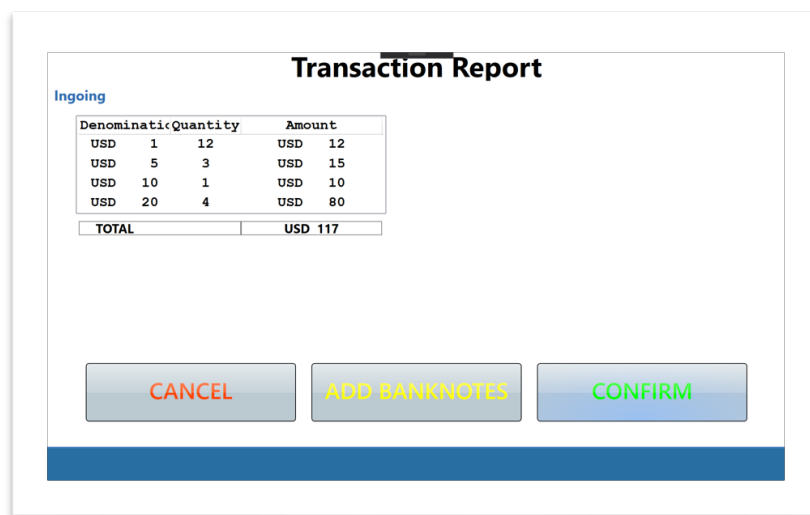 Transaction Report
Ingoing
Denominatic Quantity Amount
USD 1 12 USD 12
USD 5 3 USD 15
USD 10 1 USD 10
USD 20 4 USD 80
TOTAL USD 117
CANCEL ADD BANKNOTES CONFIRM